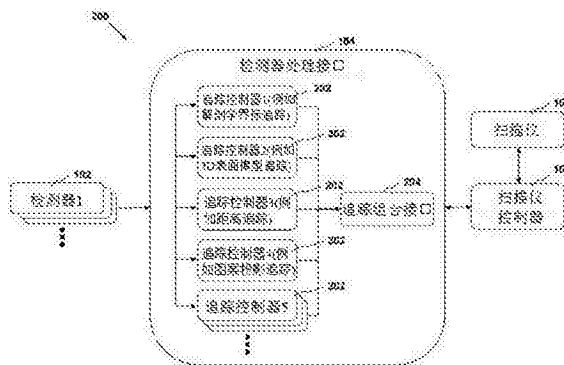 200
104
检测器处理接口
202
追踪控制器1(例如
解剖学界标追踪)
202
追踪控制器2(例如
3D表面模型追踪)
102
检测器1
202
追踪控制器3(例如
距离追踪)
204
追踪组合接口
202
追踪控制器4(例
如图案投影追踪)
202
追踪控制器5
扫描仪
扫描仪
控制器